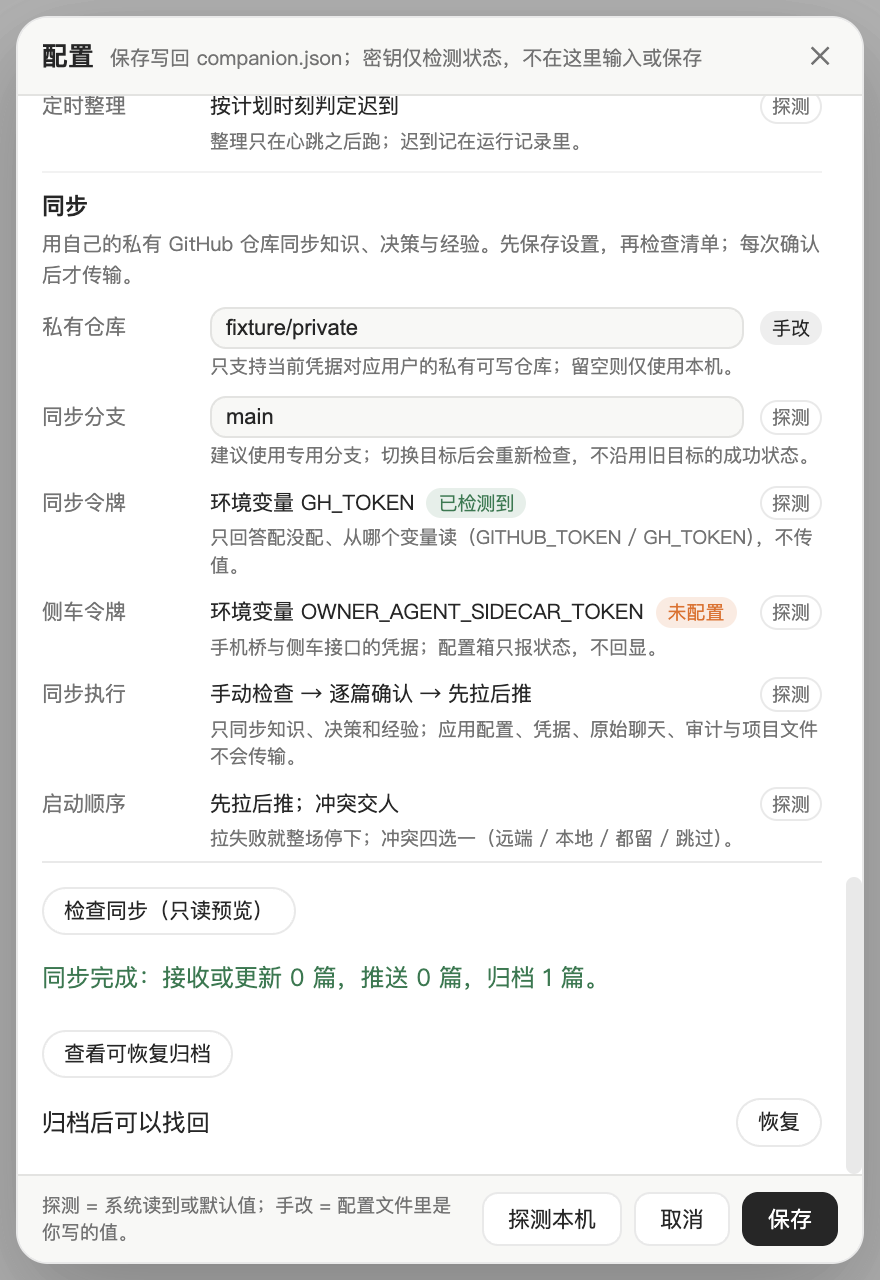 配置 保存写回 companion.json；密钥仅检测状态，不在这里输入或保存
定时整理 按计划时刻判定迟到 探测
整理只在心跳之后跑；迟到记在运行记录里。
同步
用自己的私有 GitHub 仓库同步知识、决策与经验。先保存设置，再检查清单；每次确认
后才传输。
私有仓库 fixture/private 手改
只支持当前凭据对应用户的私有可写仓库；留空则仅使用本机。
同步分支 main 探测
建议使用专用分支；切换目标后会重新检查，不沿用旧目标的成功状态。
同步令牌 环境变量 GH_TOKEN 已检测到 探测
只回答配没配、从哪个变量读（GITHUB_TOKEN / GH_TOKEN），不传
值。
侧车令牌 环境变量 OWNER_AGENT_SIDECAR_TOKEN 未配置 探测
手机桥与侧车接口的凭据；配置箱只报状态，不回显。
同步执行 手动检查 → 逐篇确认 → 先拉后推 探测
只同步知识、决策和经验；应用配置、凭据、原始聊天、审计与项目文件
不会传输。
启动顺序 先拉后推；冲突交人 探测
拉失败就整场停下；冲突四选一（远端 / 本地 / 都留 / 跳过）。
检查同步（只读预览）
同步完成：接收或更新 0 篇，推送 0 篇，归档 1 篇。
查看可恢复归档
归档后可以找回 恢复
探测 = 系统读到或默认值；手改 = 配置文件里是
你写的值。
探测本机 取消 保存